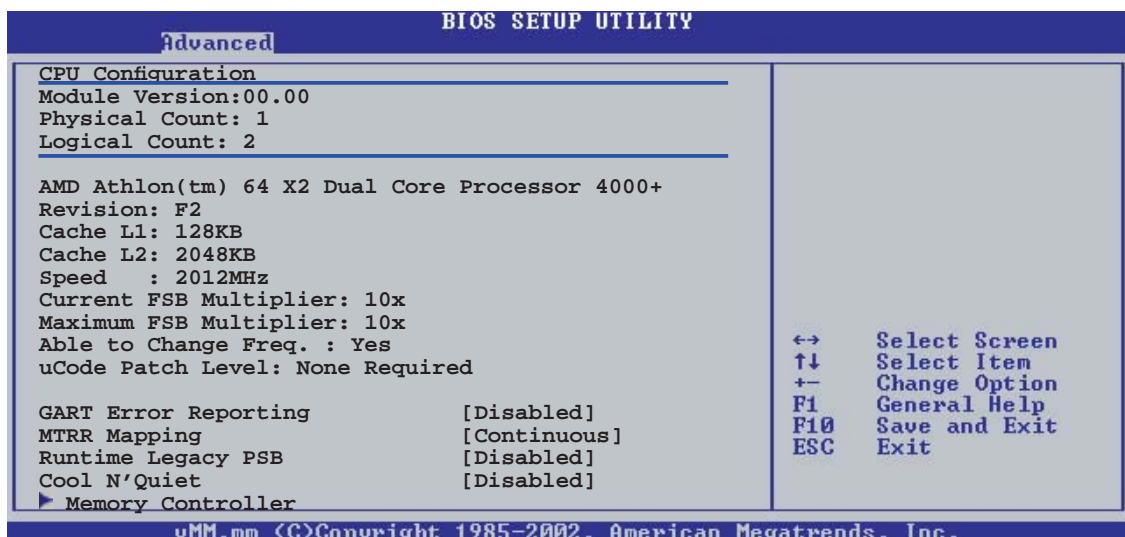 BIOS SETUP UTILITY
Advanced
CPU Configuration
Module Version:00.00
Physical Count: 1
Logical Count: 2
AMD Athlon(tm) 64 X2 Dual Core Processor 4000+
Revision: F2
Cache L1: 128KB
Cache L2: 2048KB
Speed   : 2012MHz
Current FSB Multiplier: 10x
Maximum FSB Multiplier: 10x
Able to Change Freq. : Yes
uCode Patch Level: None Required
GART Error Reporting [Disabled]
MTRR Mapping [Continuous]
Runtime Legacy PSB [Disabled]
Cool N'Quiet [Disabled]
Memory Controller
←→ Select Screen
↑↓ Select Item
+- Change Option
F1 General Help
F10 Save and Exit
ESC Exit
vMM.mm (C)Copyright 1985-2002, American Megatrends, Inc.